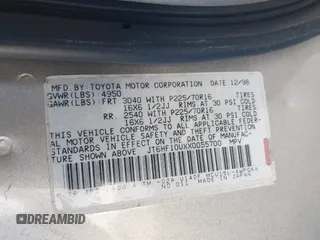 MFD.BY TOYOTA MOTOR CORPORATION DATE 12/98
GVWR(LBS) 4950
GAWR(LBS) FRT 3040 WITH P225/70R16 TIRES
16X6 1/2JJ RIMS AT 30 PSI COLD
RR. 2540 WITH P225/70R16 TIRES
16X6 1/2JJ RIMS AT 30 PSI COLD
THIS VEHICLE CONFORMS TO ALL APPLICABLE FEDER-
AL MOTOR VEHICLE SAFETY AND THEFT PREVENTION
STANDARDS IN EFFECT ON THE DATE OF MANUFAC-
TURE SHOWN ABOVE. JT6HF10UXX0055700 MPV
MADE IN JAPAN